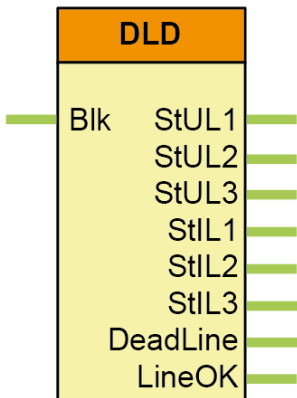 DLD
Blk StUL1
StUL2
StUL3
StIL1
StIL2
StIL3
DeadLine
LineOK